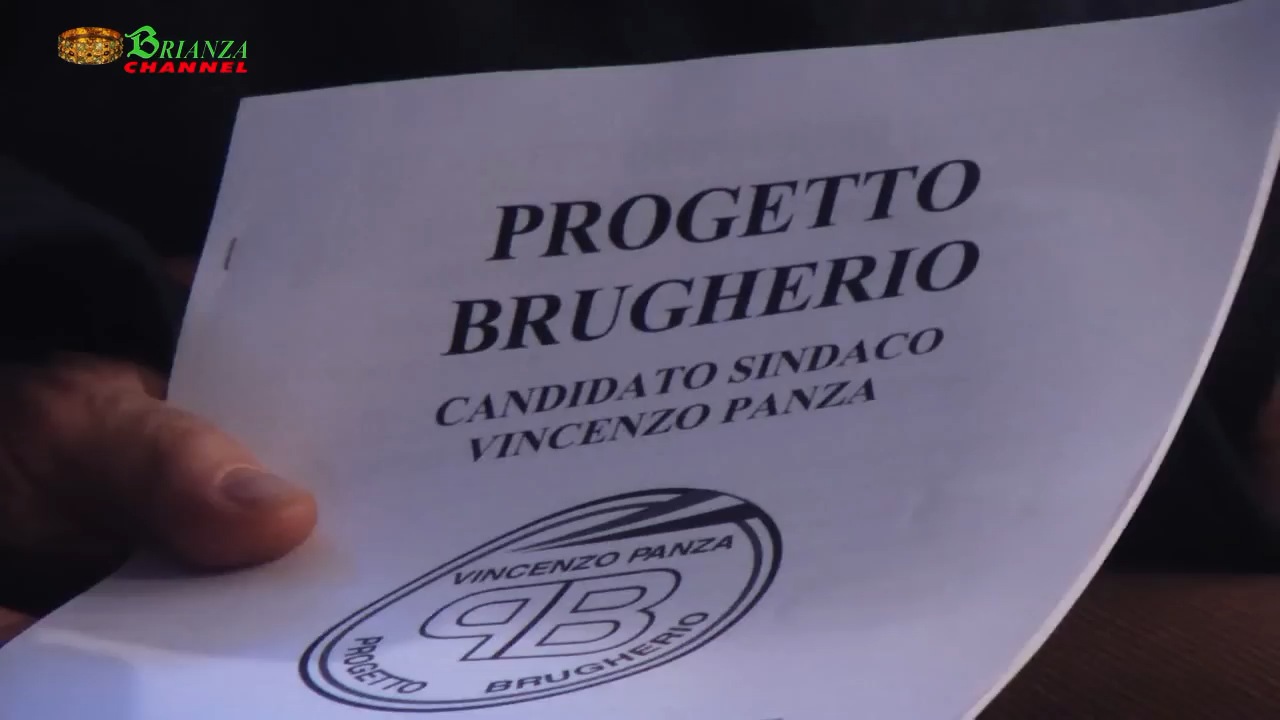 BRIANZA
CHANNEL
PROGETTO
BRUGHERIO
CANDIDATO SINDACO
VINCENZO PANZA
VINCENZO PANZA
PB
PROGETTO
BRUGHERIO